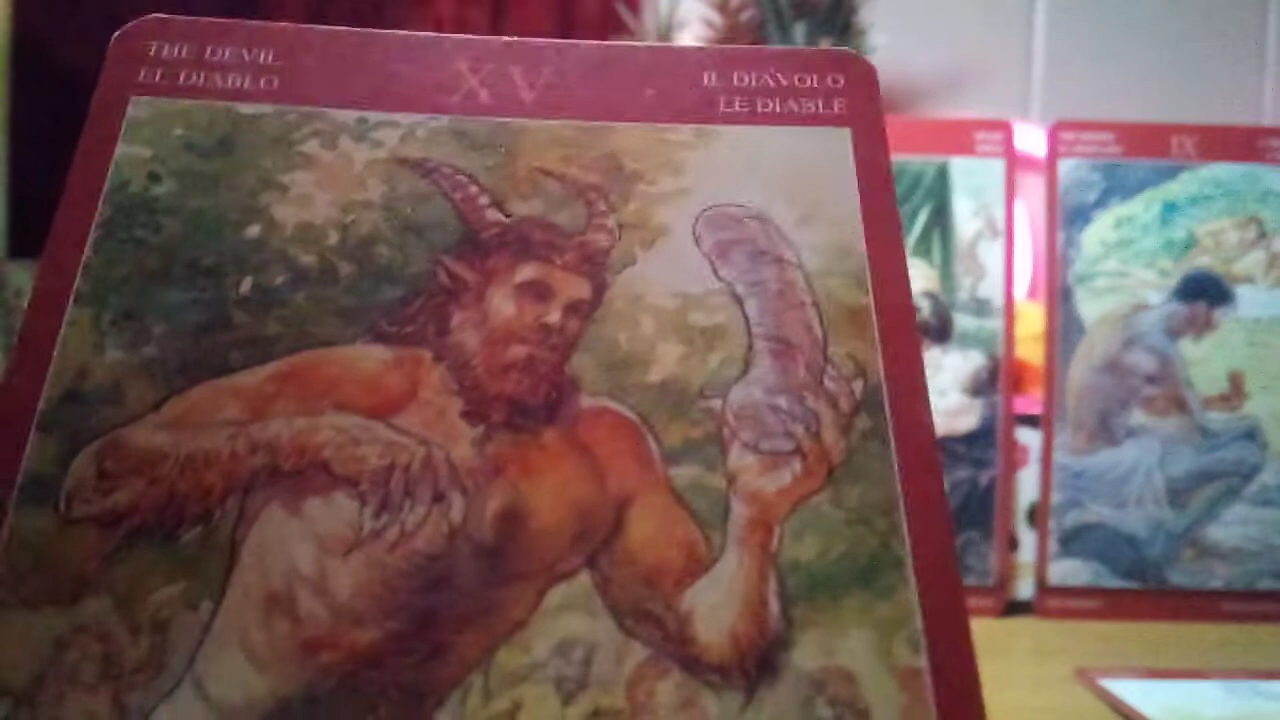 THE DEVIL
EL DIABLO
XV
IL DIAVOLO
LE DIABLE
IX